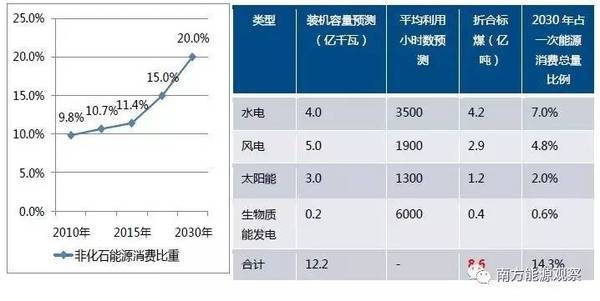 25.0%
20.0%
15.0%
10.0%
5.0%
0.0%
9.8%
10.7%
11.4%
15.0%
20.0%
2010年 2015年 2030年
非化石能源消费比重
类型 装机容量预测（亿千瓦） 平均利用小时数预测 折合标煤（亿吨） 2030年占一次能源消费总量比例
水电 4.0 3500 4.2 7.0%
风电 5.0 1900 2.9 4.8%
太阳能 3.0 1300 1.2 2.0%
生物质能发电 0.2 6000 0.4 0.6%
合计 12.2 - 8.6 14.3%
南方能源观察